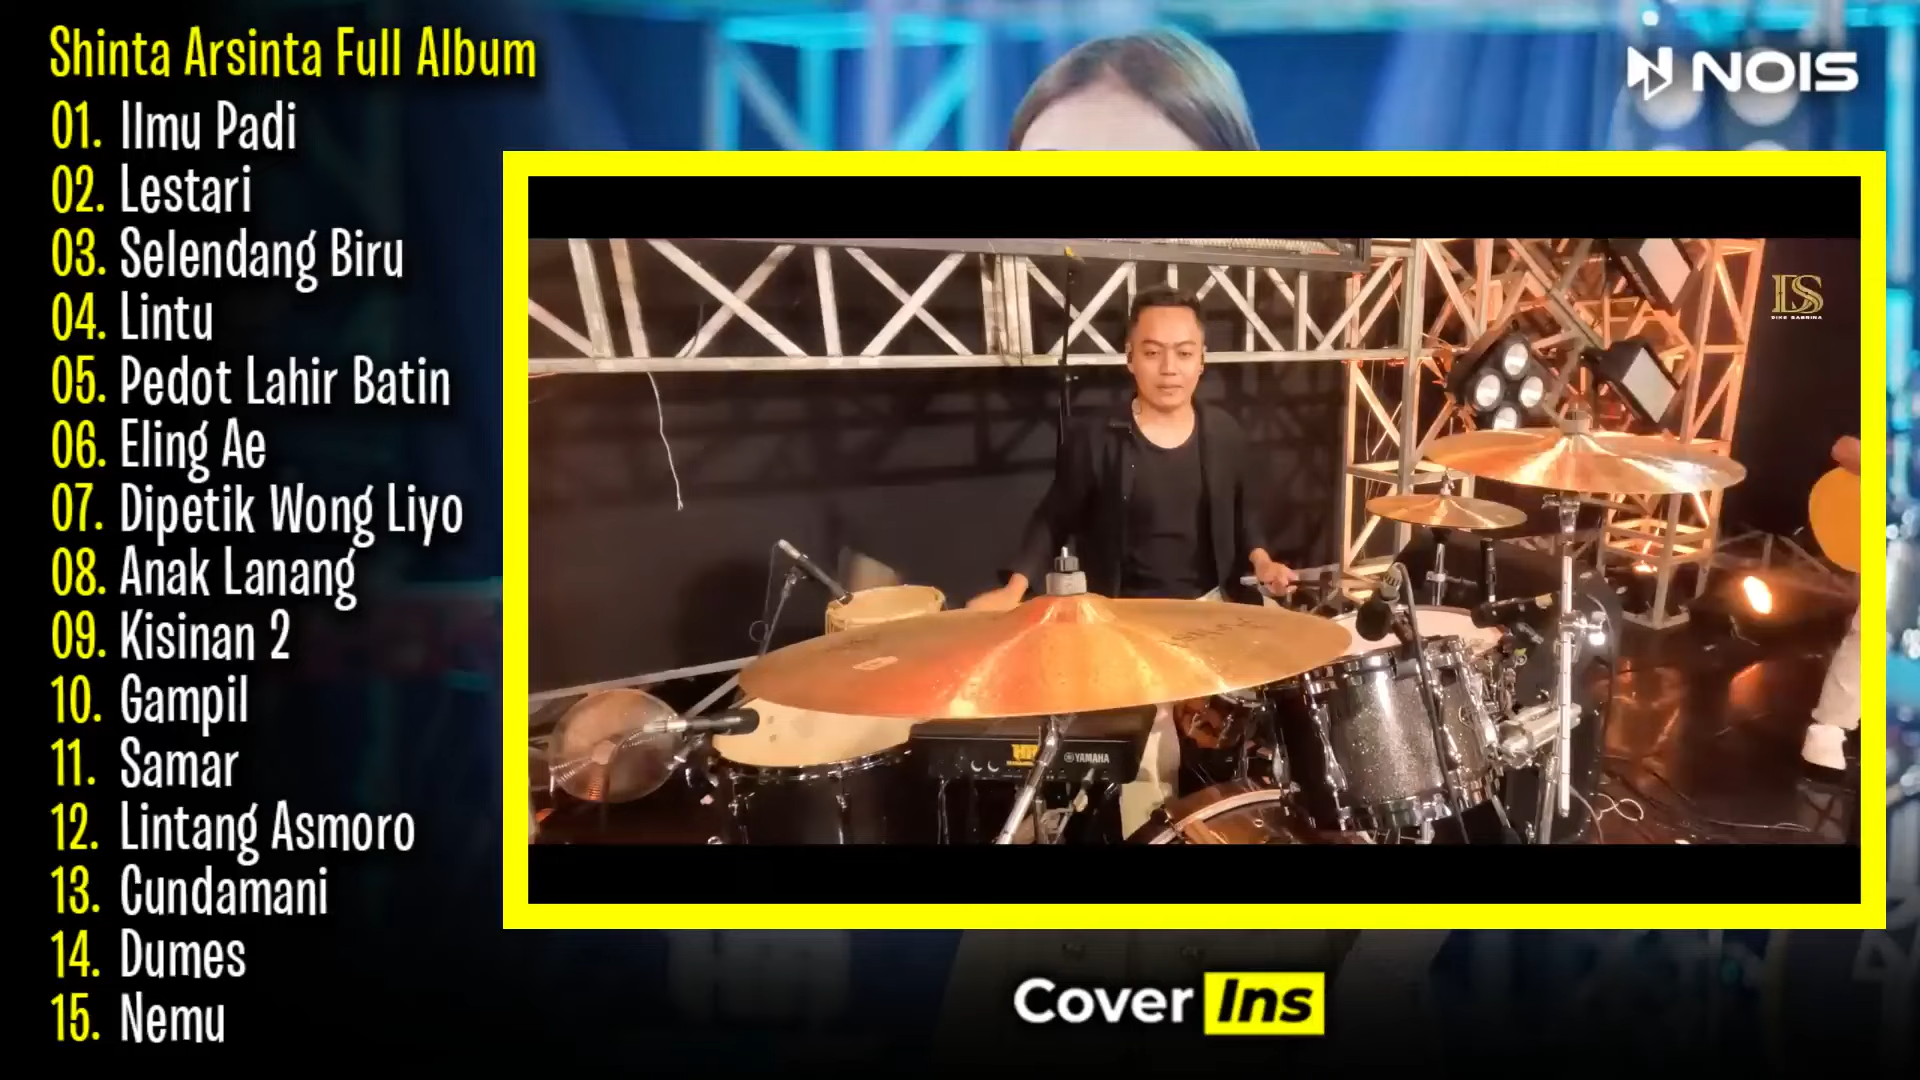 Shinta Arsinta Full Album
NOIS
01. Ilmu Padi
02. Lestari
03. Selendang Biru
04. Lintu
05. Pedot Lahir Batin
06. Eling Ae
07. Dipetik Wong Liyo
08. Anak Lanang
09. Kisinan 2
10. Gampil
11. Samar
12. Lintang Asmoro
13. Cundamani
14. Dumes
15. Nemu
DS
DIKE SABRINA
YAMAHA
Cover Ins